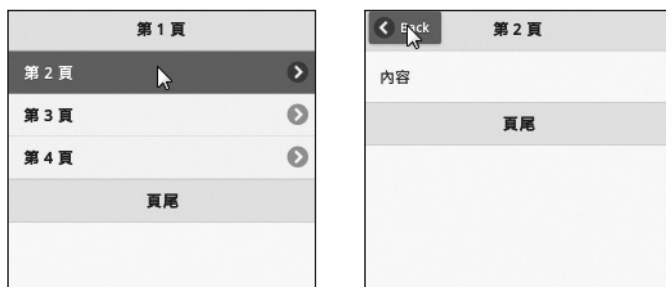 第 1 頁
第 2 頁
第 3 頁
第 4 頁
頁尾
Back
第 2 頁
內容
頁尾